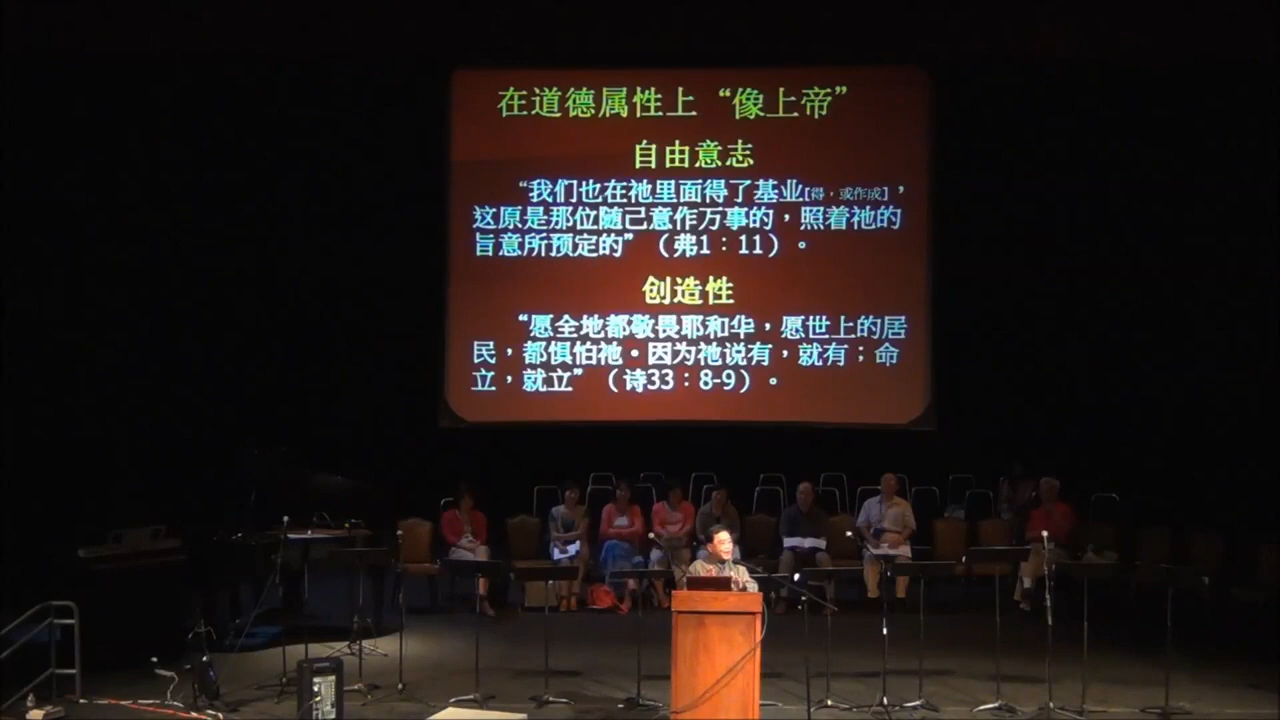 在道德属性上“像上帝”
自由意志
“我们也在祂里面得了基业[得，或作成]，
这原是那位随己意作万事的，照着祂的
旨意所预定的”（弗1：11）。
创造性
“愿全地都敬畏耶和华，愿世上的居
民，都惧怕祂。因为祂说有，就有；命
立，就立”（诗33：8-9）。